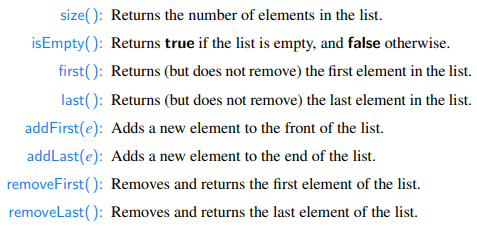 size( ): Returns the number of elements in the list.
isEmpty( ): Returns true if the list is empty, and false otherwise.
first( ): Returns (but does not remove) the first element in the list.
last( ): Returns (but does not remove) the last element in the list.
addFirst(e): Adds a new element to the front of the list.
addLast(e): Adds a new element to the end of the list.
removeFirst( ): Removes and returns the first element of the list.
removeLast( ): Removes and returns the last element of the list.